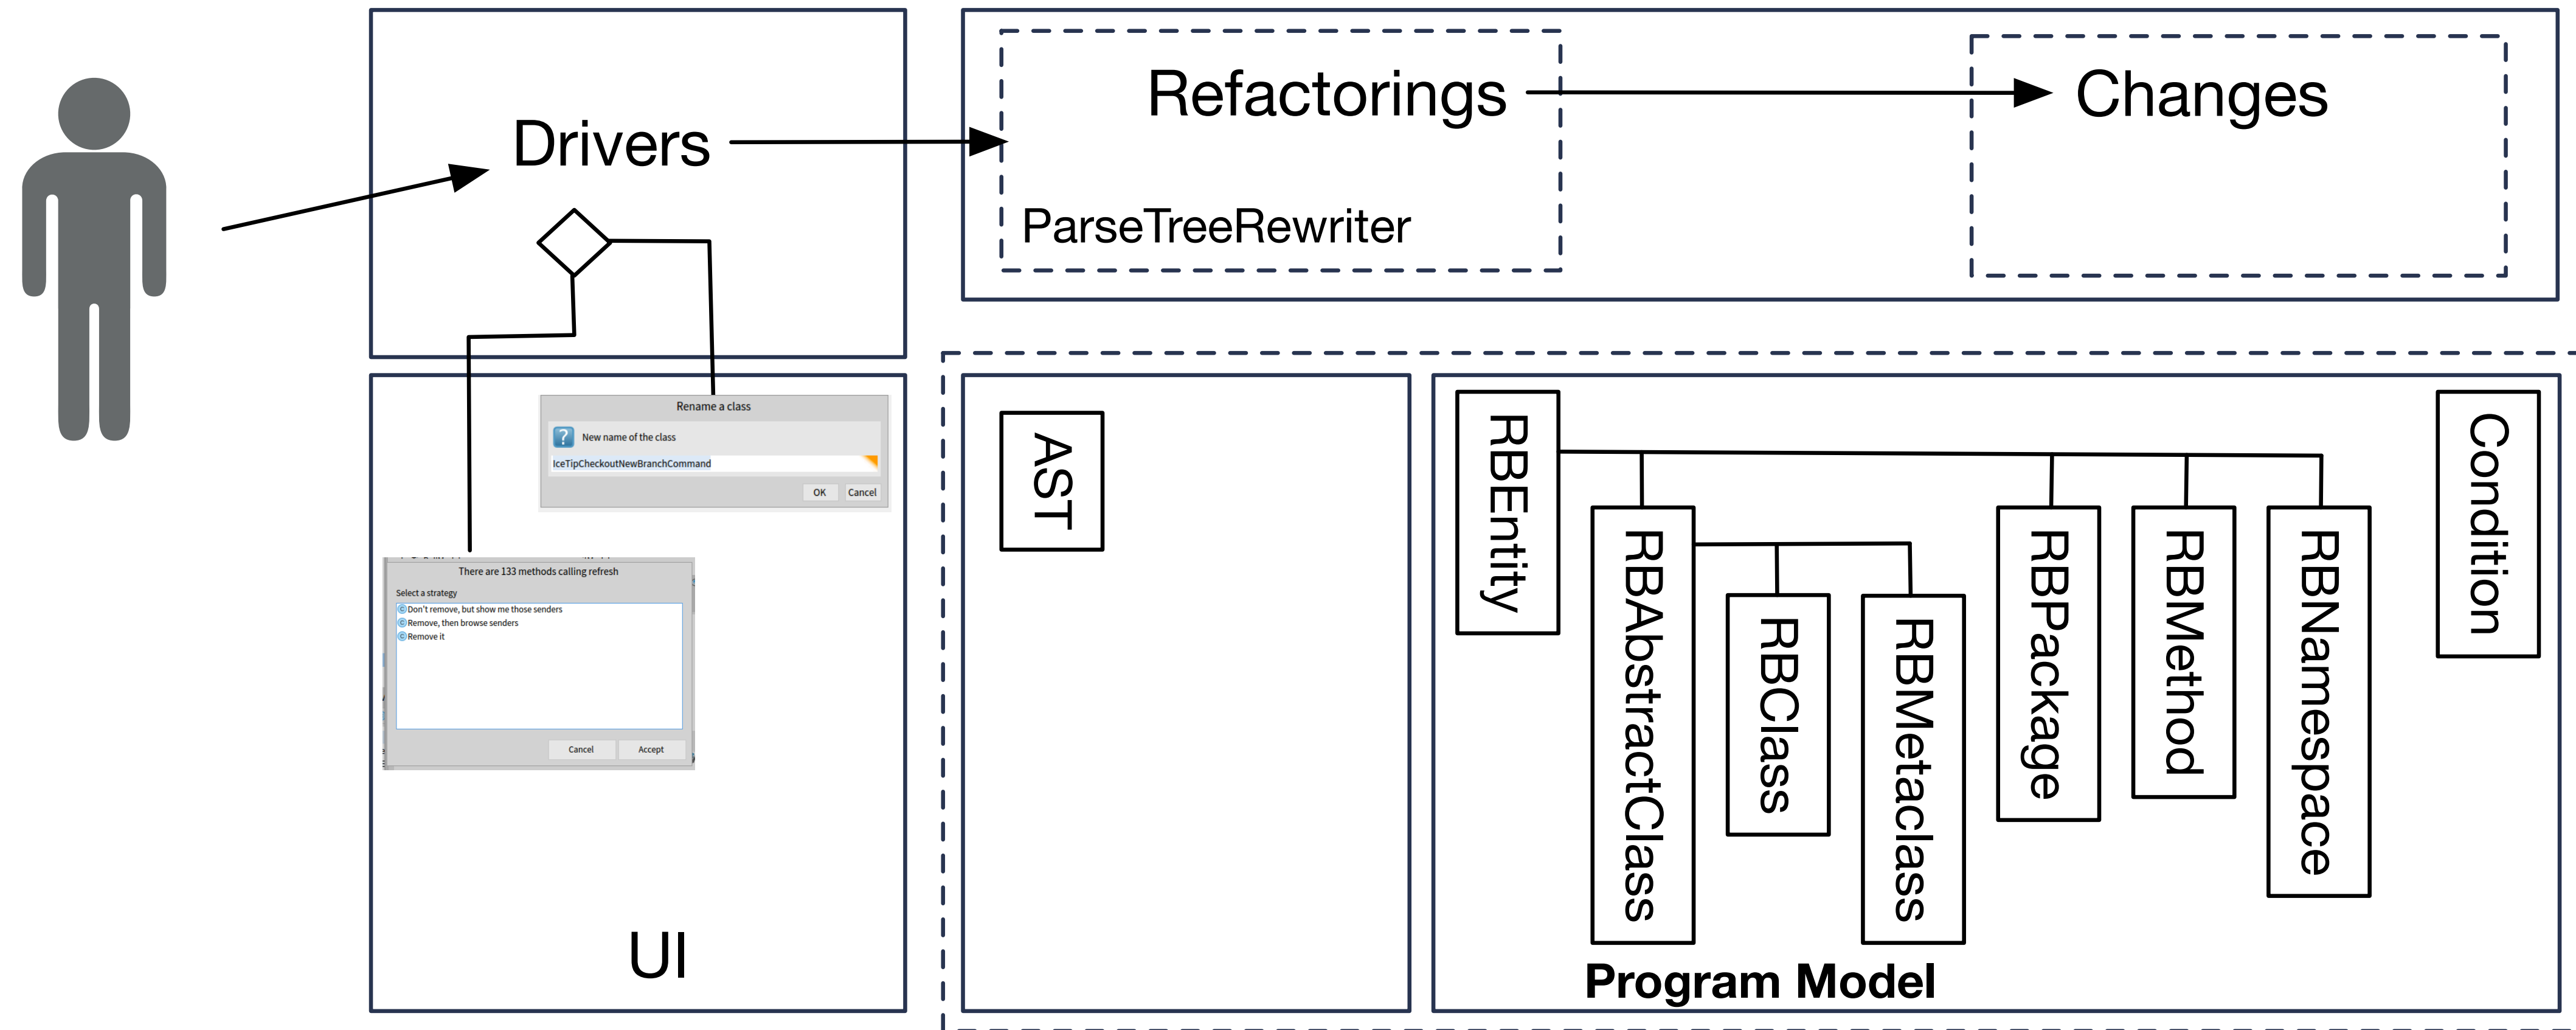 Drivers
Refactorings
Changes
ParseTreeRewriter
Rename a class
?
New name of the class
IceTipCheckoutNewBranchCommand
OK
Cancel
There are 133 methods calling refresh
Select a strategy
C Don't remove, but show me those senders
C Remove, then browse senders
C Remove it
Cancel
Accept
UI
AST
RBEntity
RBAbstractClass
RBClass
RBMetaclass
RBPackage
RBMethod
RBNamespace
Condition
Program Model